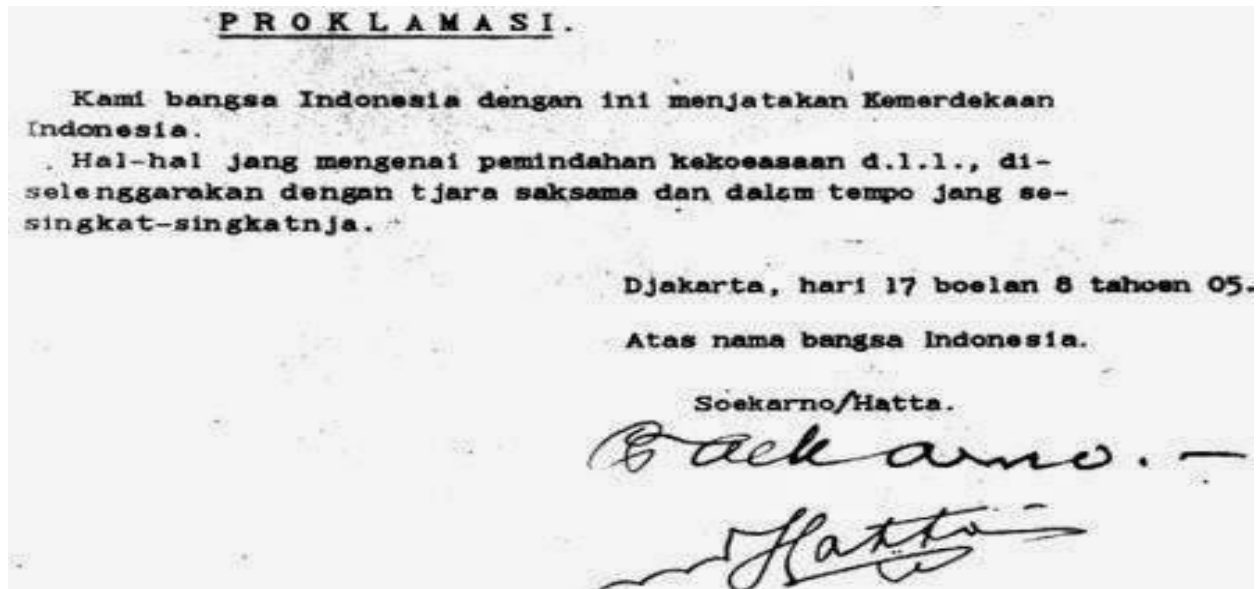 PROKLAMASI.
Kami bangsa Indonesia dengan ini menjatakan Kemerdekaan
Indonesia.
Hal-hal jang mengenai pemindahan kekoeasaan d.l.l., di-
selenggarakan dengan tjara saksama dan dalam tempo jang se-
singkat-singkatnja.
Djakarta, hari 17 boelan 8 tahoen 05.
Atas nama bangsa Indonesia.
Soekarno/Hatta.
Soekarno.-
Hatta